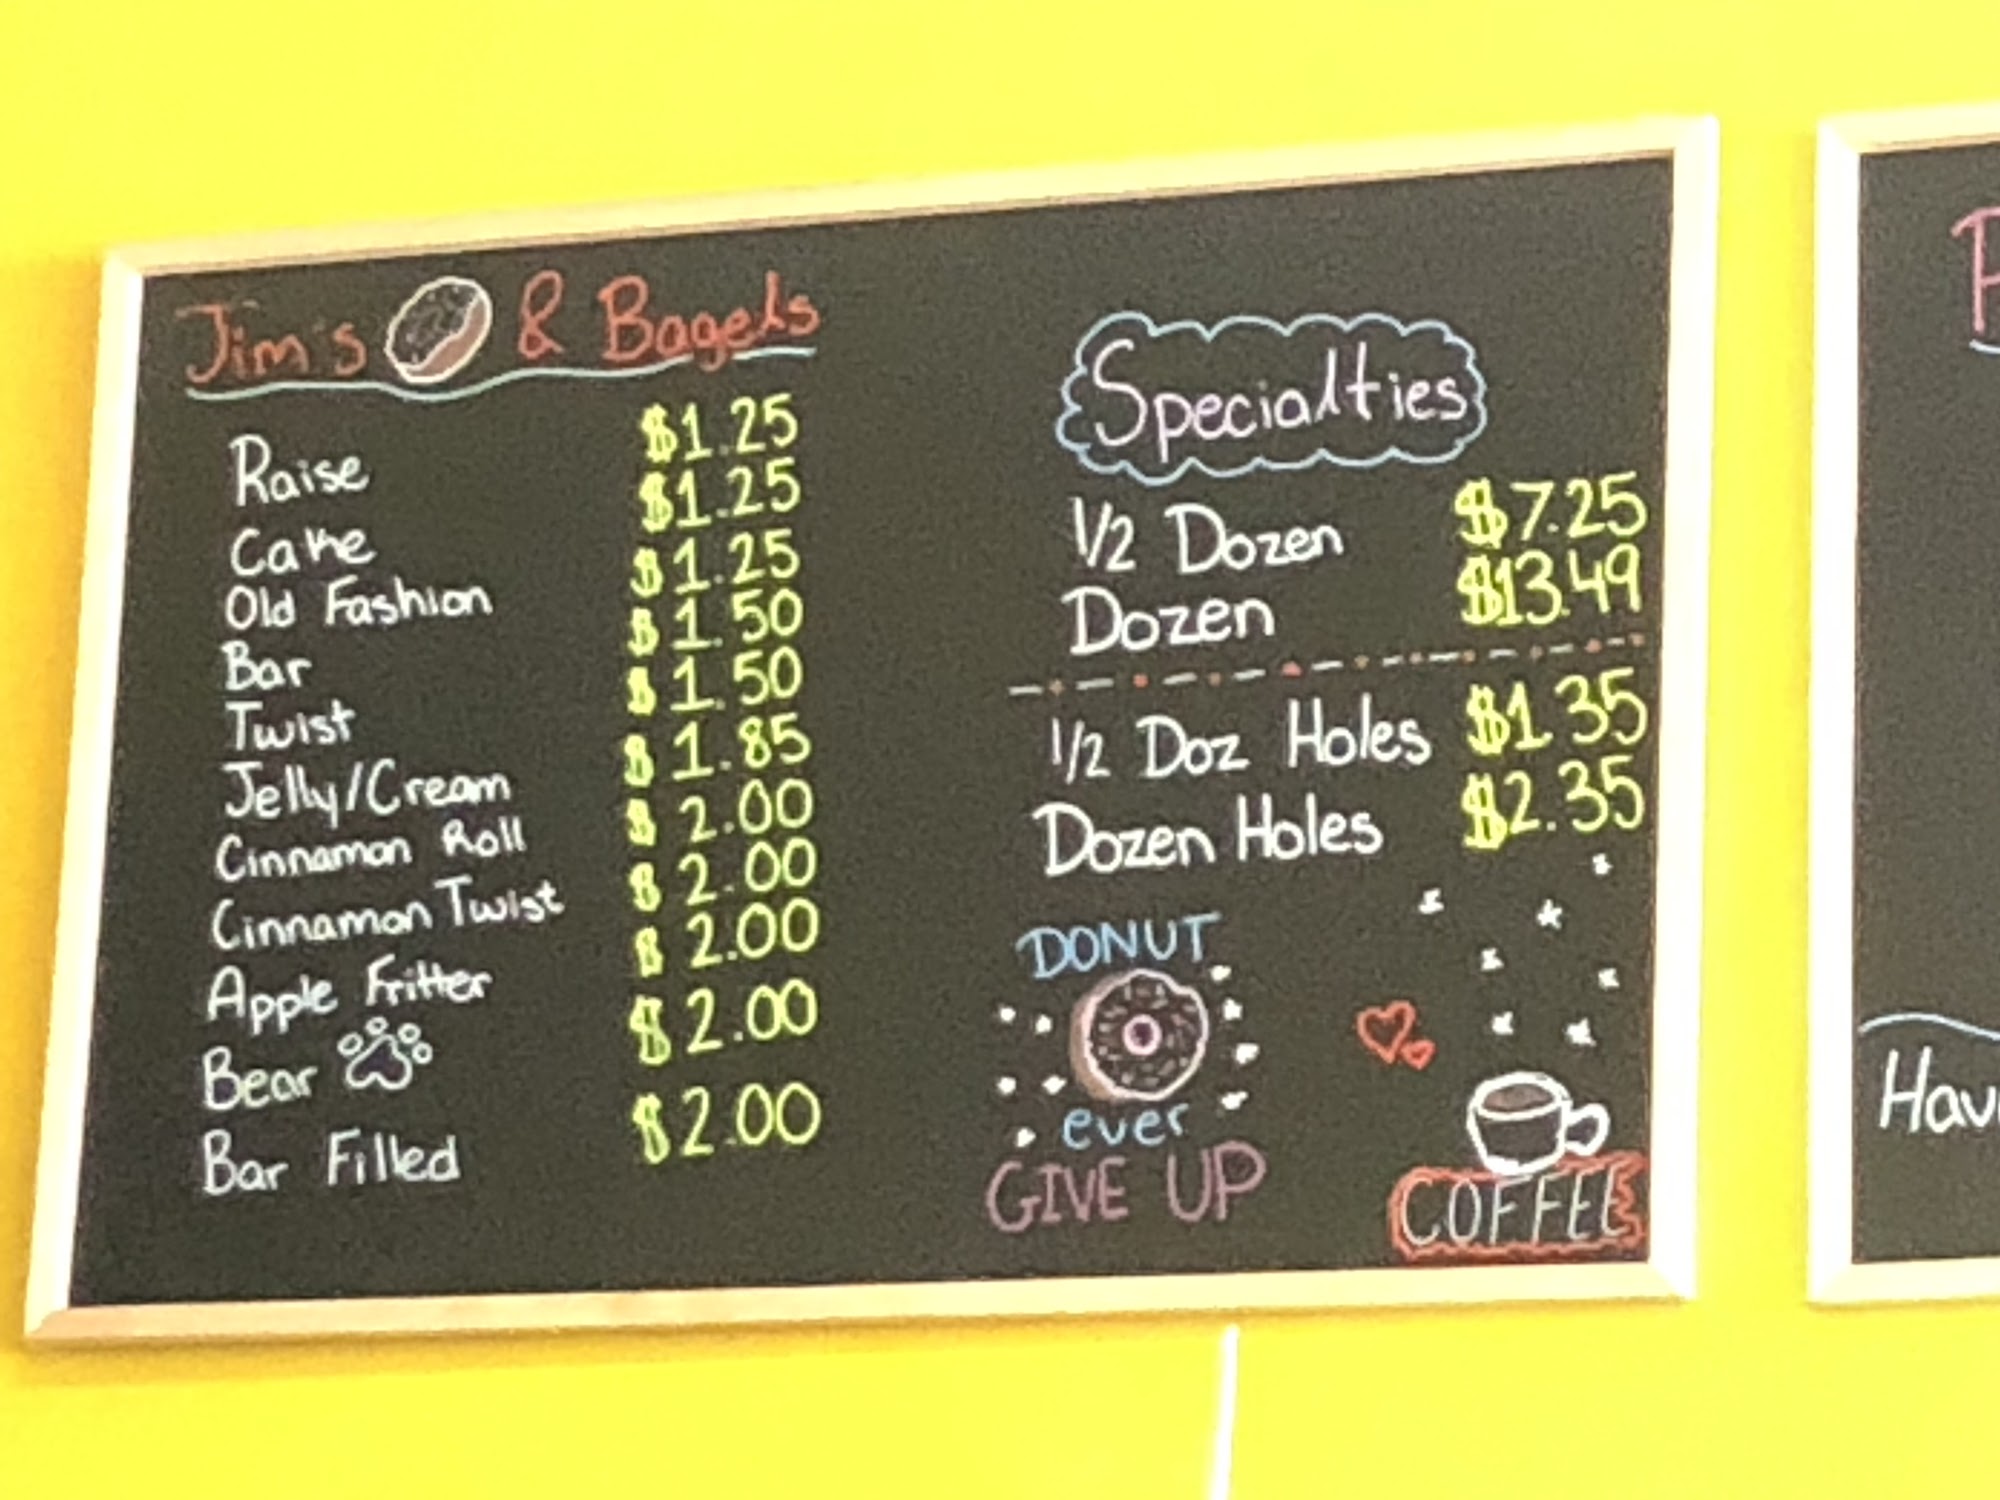 Jim's & Bagels
Raise $1.25
Cake $1.25
Old Fashion $1.25
Bar $1.50
Twist $1.50
Jelly/Cream $1.85
Cinnamon Roll $2.00
Cinnamon Twist $2.00
Apple Fritter $2.00
Bear $2.00
Bar Filled $2.00
Specialties
1/2 Dozen $7.25
Dozen $13.49
1/2 Doz Holes $1.35
Dozen Holes $2.35
DONUT
ever
GIVE UP
COFFEE